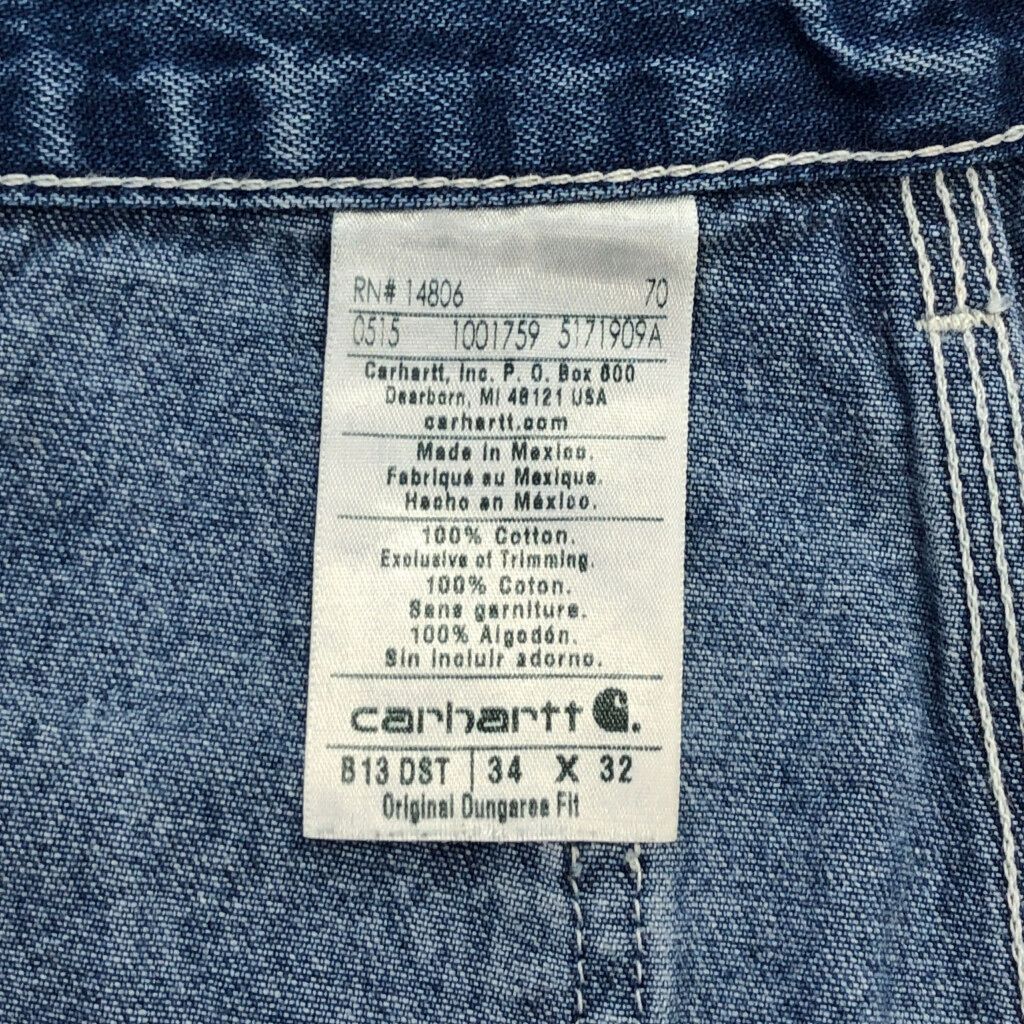 RN# 14806 70
0515 1001759 5171909A
Carhartt, Inc. P. O. Box 600
Dearborn, MI 48121 USA
carhartt.com
Made in Mexico.
Fabriqué au Mexique.
Hecho en México.
100% Cotton.
Exclusive of Trimming.
100% Coton.
Sans garniture.
100% Algodón.
Sin incluir adorno.
carhartt
B13 DST 34 X 32
Original Dungaree Fit